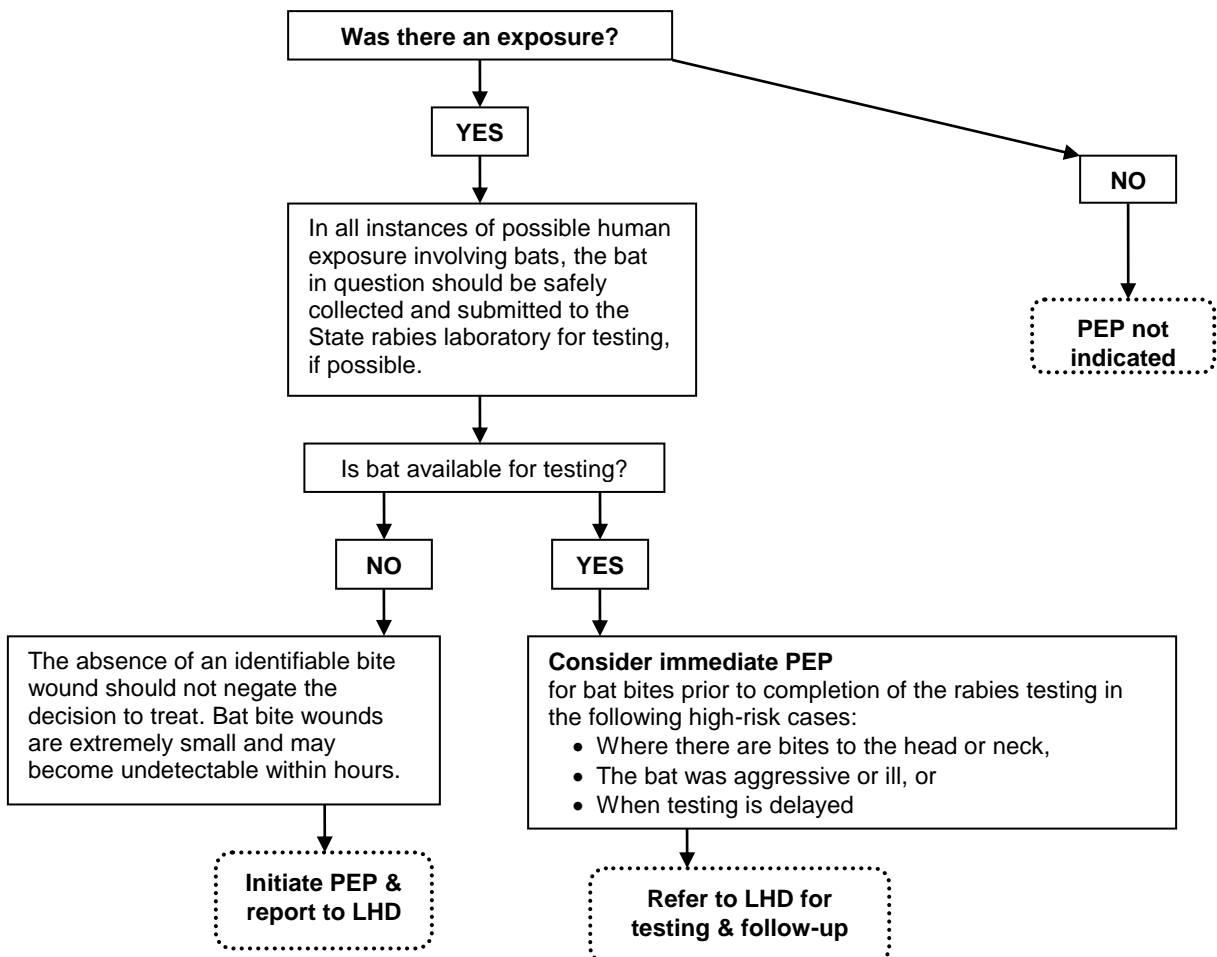 Was there an exposure?
YES
NO
In all instances of possible human
exposure involving bats, the bat
in question should be safely
collected and submitted to the
State rabies laboratory for testing,
if possible.
PEP not
indicated
Is bat available for testing?
NO
YES
The absence of an identifiable bite
wound should not negate the
decision to treat. Bat bite wounds
are extremely small and may
become undetectable within hours.
Consider immediate PEP
for bat bites prior to completion of the rabies testing in
the following high-risk cases:
• Where there are bites to the head or neck,
• The bat was aggressive or ill, or
• When testing is delayed
Initiate PEP &
report to LHD
Refer to LHD for
testing & follow-up